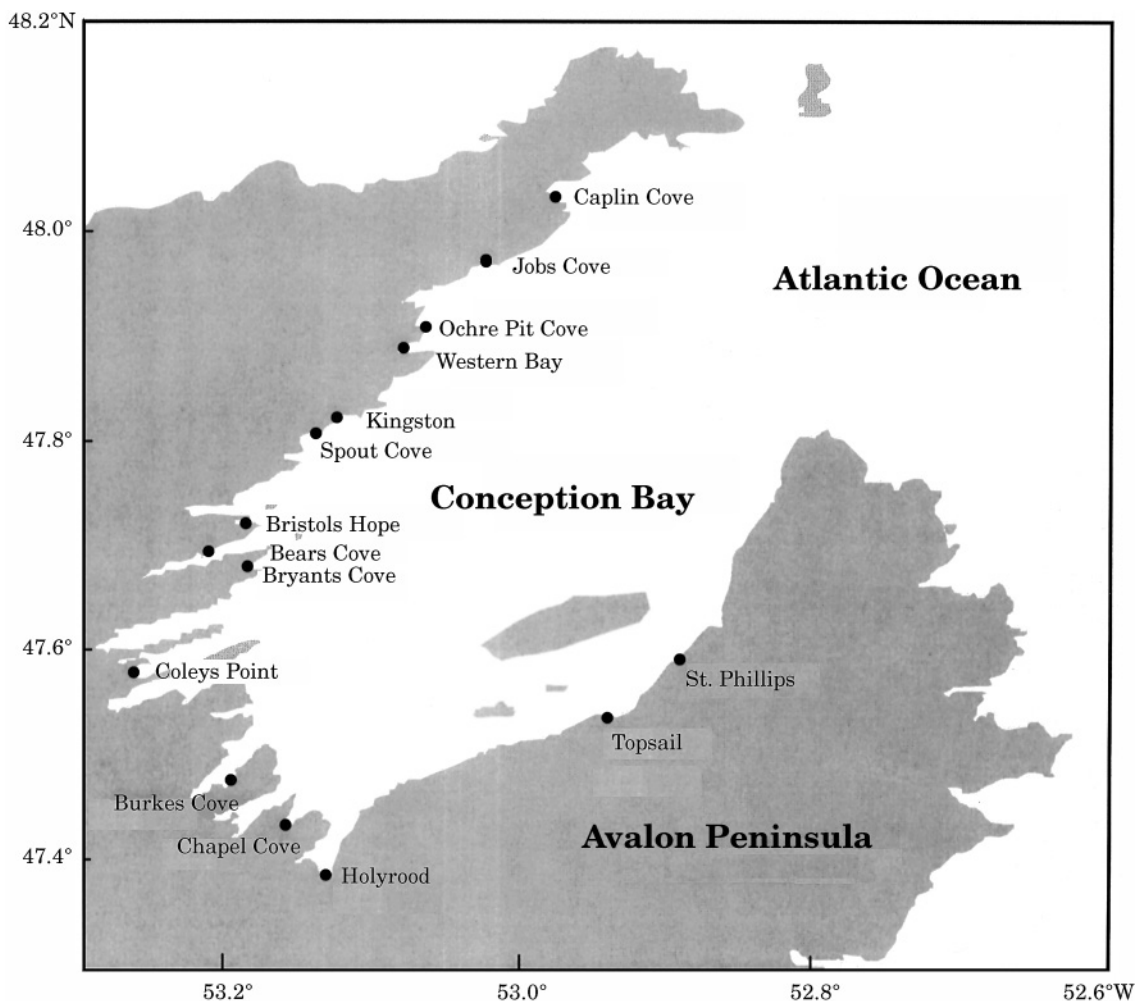 48.2°N
Caplin Cove
48.0°
Jobs Cove
Atlantic Ocean
Ochre Pit Cove
Western Bay
Kingston
47.8°
Spout Cove
Conception Bay
Bristols Hope
Bears Cove
Bryants Cove
47.6°
Coleys Point
St. Phillips
Topsail
Burkes Cove
Chapel Cove
Avalon Peninsula
47.4°
Holyrood
53.2°
53.0°
52.8°
52.6°W